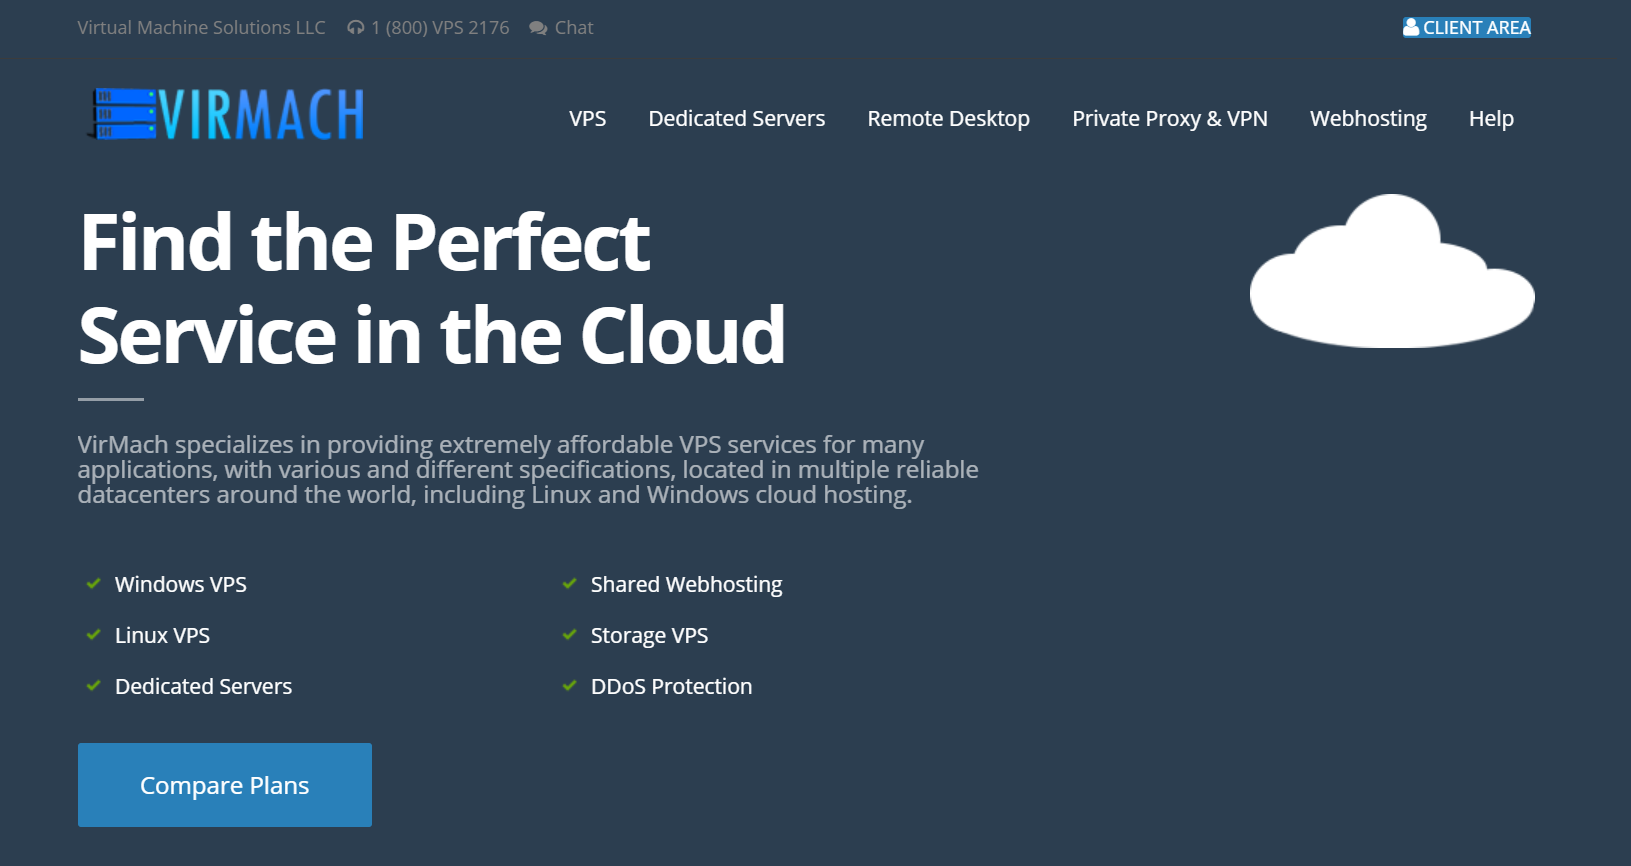 Virtual Machine Solutions LLC 1 (800) VPS 2176 Chat CLIENT AREA
VIRMACH
VPS Dedicated Servers Remote Desktop Private Proxy & VPN Webhosting Help
Find the Perfect
Service in the Cloud
VirMach specializes in providing extremely affordable VPS services for many
applications, with various and different specifications, located in multiple reliable
datacenters around the world, including Linux and Windows cloud hosting.
Windows VPS Shared Webhosting
Linux VPS Storage VPS
Dedicated Servers DDoS Protection
Compare Plans